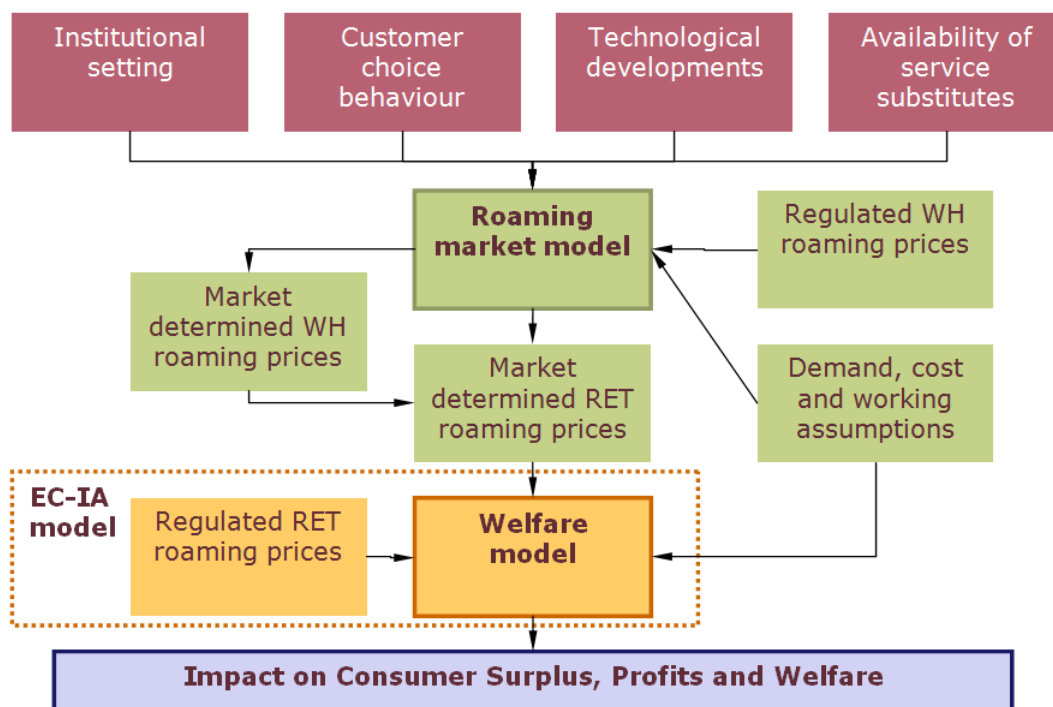 Institutional
setting
Customer
choice
behaviour
Technological
developments
Availability of
service
substitutes
Roaming
market model
Regulated WH
roaming prices
Market
determined WH
roaming prices
Market
determined RET
roaming prices
Demand, cost
and working
assumptions
EC-IA
model
Regulated RET
roaming prices
Welfare
model
Impact on Consumer Surplus, Profits and Welfare